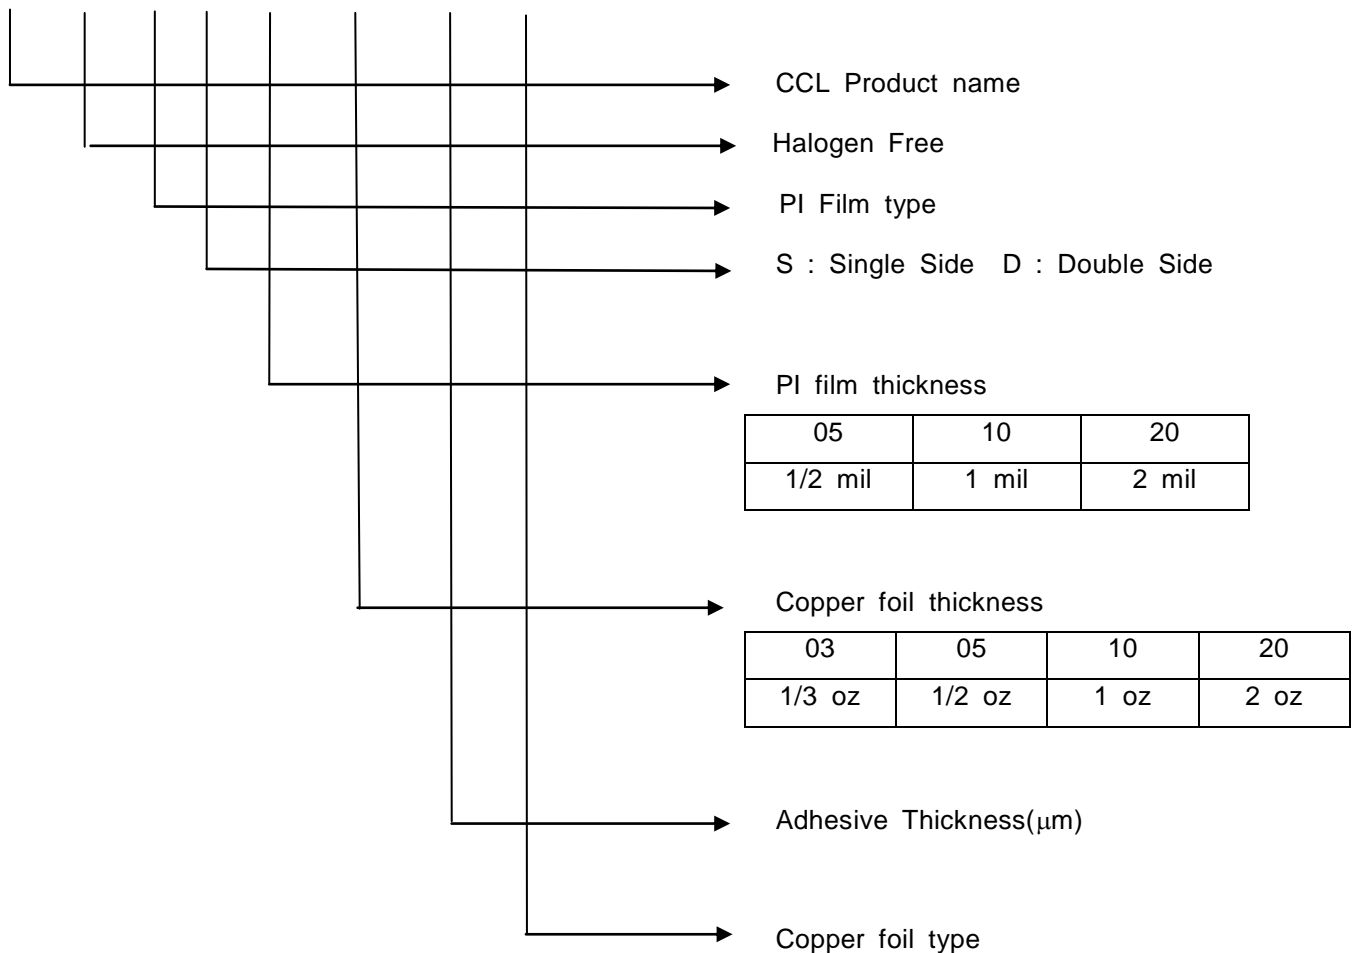 CCL Product name
Halogen Free
PI Film type
S : Single Side D : Double Side
PI film thickness
05 10 20
1/2 mil 1 mil 2 mil
Copper foil thickness
03 05 10 20
1/3 oz 1/2 oz 1 oz 2 oz
Adhesive Thickness(μm)
Copper foil type